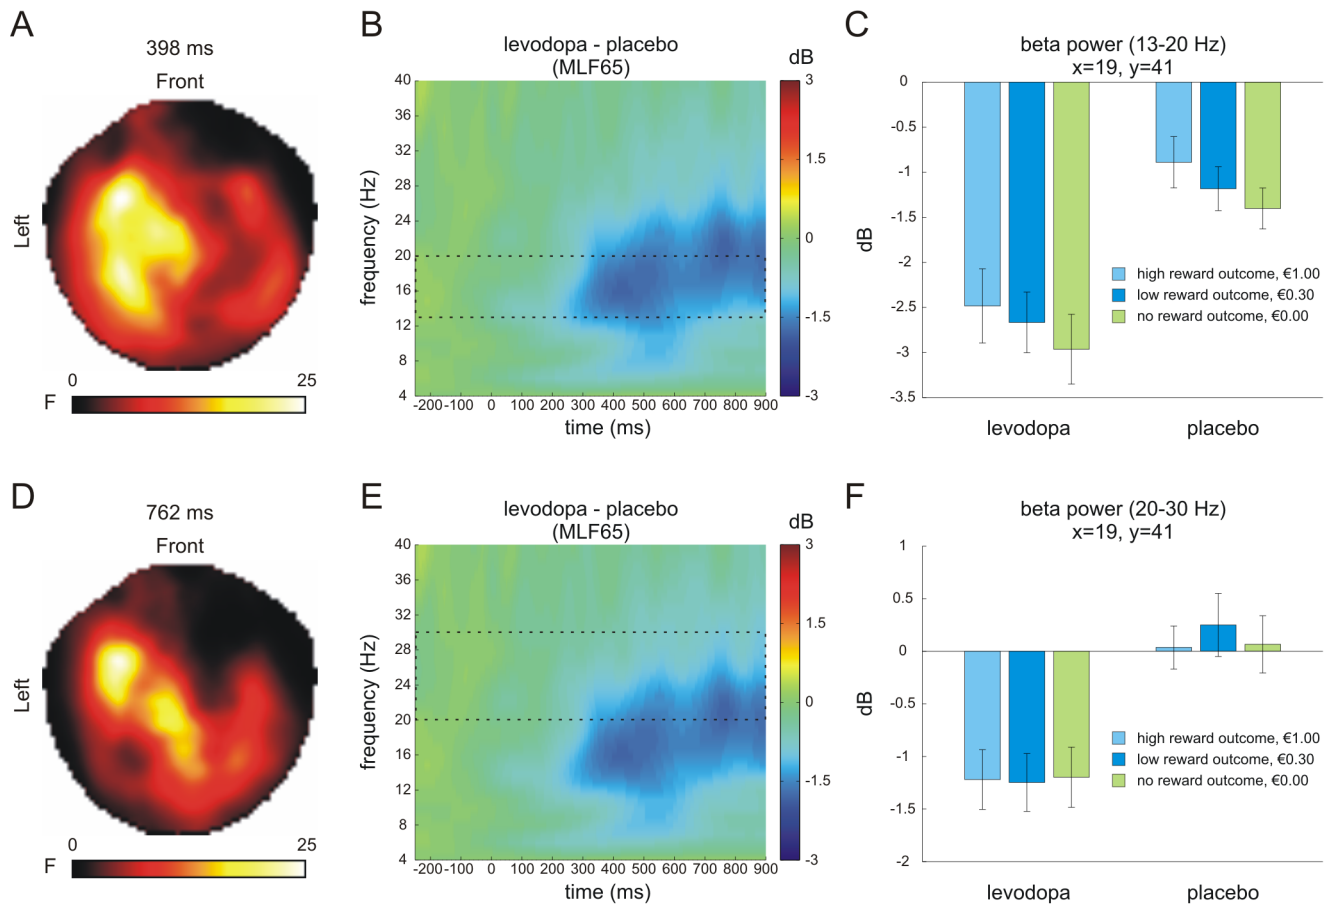 A
398 ms
Front
Left
0 25
F
B
levodopa - placebo
(MLF65)
dB
40
36
32
28
24
20
16
12
8
4
frequency (Hz)
-200 -100 0 100 200 300 400 500 600 700 800 900
time (ms)
3
1.5
0
-1.5
-3
C
beta power (13-20 Hz)
x=19, y=41
0
-0.5
-1
-1.5
-2
-2.5
-3
-3.5
dB
high reward outcome, €1.00
low reward outcome, €0.30
no reward outcome, €0.00
levodopa placebo
D
762 ms
Front
Left
0 25
F
E
levodopa - placebo
(MLF65)
dB
40
36
32
28
24
20
16
12
8
4
frequency (Hz)
-200 -100 0 100 200 300 400 500 600 700 800 900
time (ms)
3
1.5
0
-1.5
-3
F
beta power (20-30 Hz)
x=19, y=41
1
0.5
0
-0.5
-1
-1.5
-2
dB
high reward outcome, €1.00
low reward outcome, €0.30
no reward outcome, €0.00
levodopa placebo